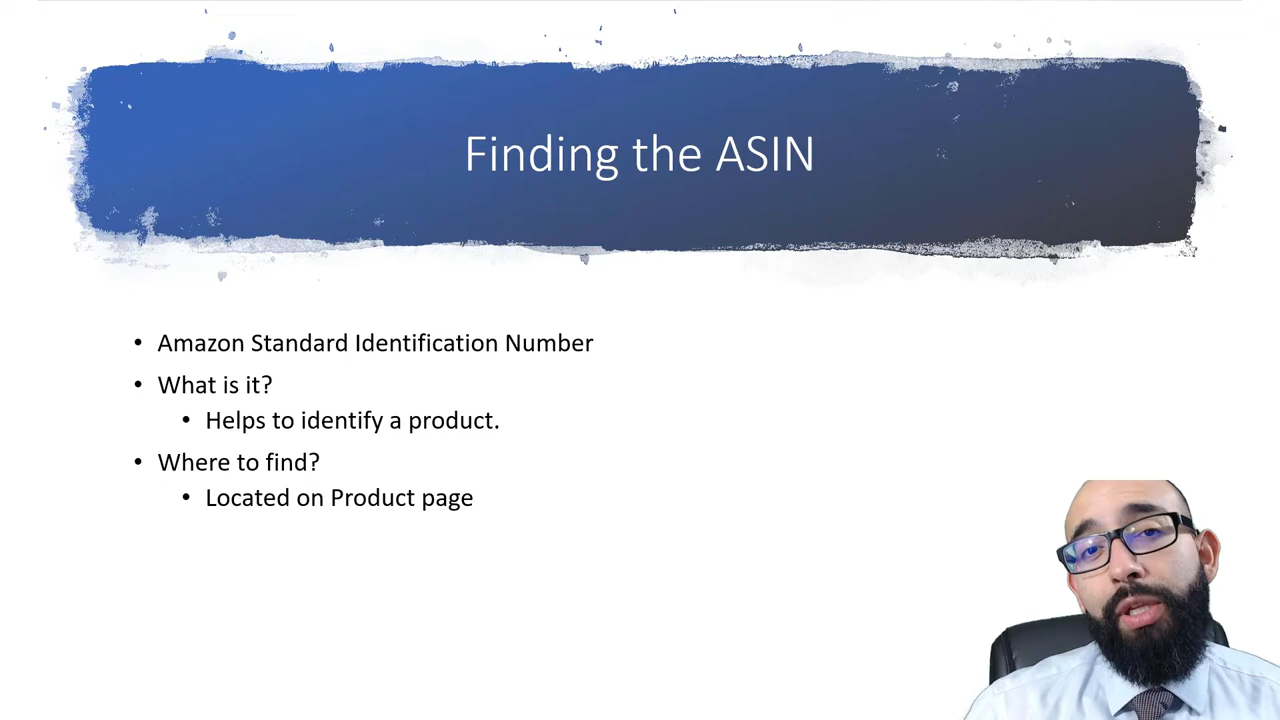 Finding the ASIN
• Amazon Standard Identification Number
• What is it?
• Helps to identify a product.
• Where to find?
• Located on Product page